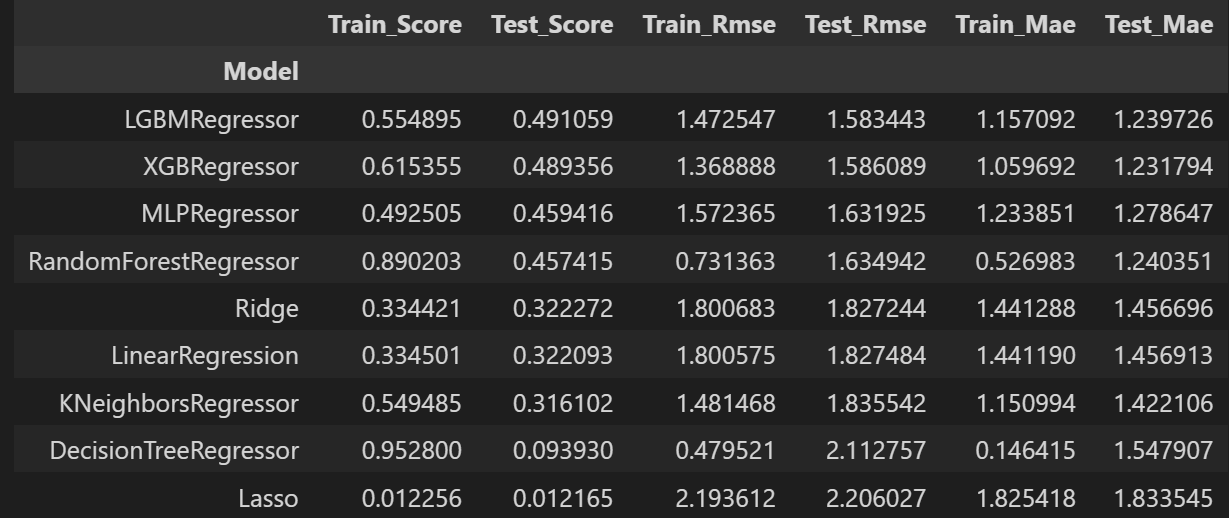 Train_Score Test_Score Train_Rmse Test_Rmse Train_Mae Test_Mae
Model
LGBMRegressor 0.554895 0.491059 1.472547 1.583443 1.157092 1.239726
XGBRegressor 0.615355 0.489356 1.368888 1.586089 1.059692 1.231794
MLPRegressor 0.492505 0.459416 1.572365 1.631925 1.233851 1.278647
RandomForestRegressor 0.890203 0.457415 0.731363 1.634942 0.526983 1.240351
Ridge 0.334421 0.322272 1.800683 1.827244 1.441288 1.456696
LinearRegression 0.334501 0.322093 1.800575 1.827484 1.441190 1.456913
KNeighborsRegressor 0.549485 0.316102 1.481468 1.835542 1.150994 1.422106
DecisionTreeRegressor 0.952800 0.093930 0.479521 2.112757 0.146415 1.547907
Lasso 0.012256 0.012165 2.193612 2.206027 1.825418 1.833545